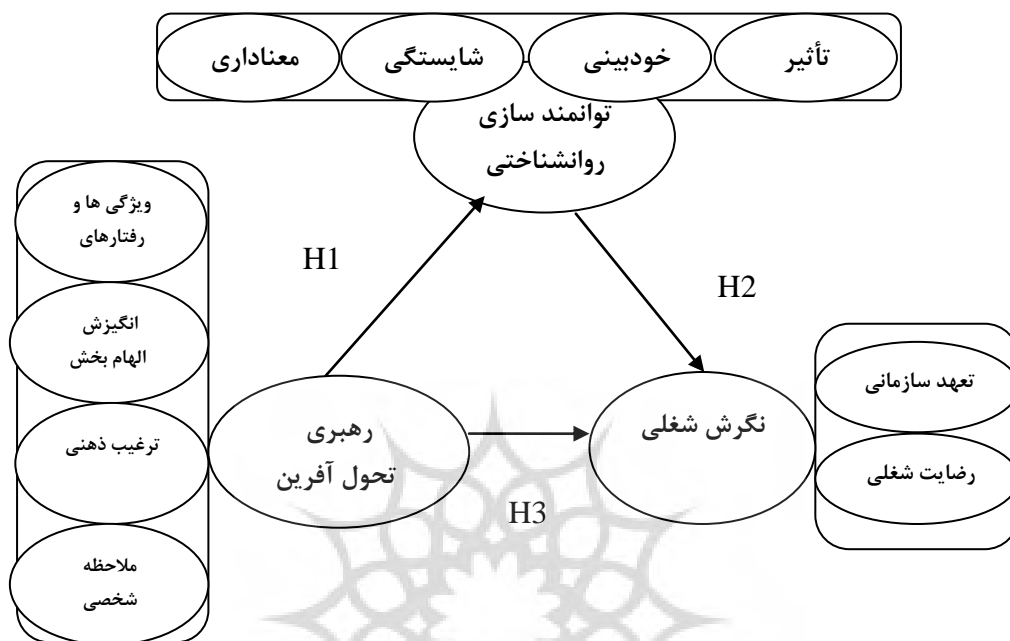 معناداری شایستگی خودبینی تأثیر
توانمند سازی
روانشناختی
ویژگی ها و
رفتارهای
H1
H2
انگیزش
الهام بخش
تعهد سازمانی
رهبری
تحول آفرین
نگرش شغلی
ترغیب ذهنی
رضایت شغلی
H3
ملاحظه
شخصی